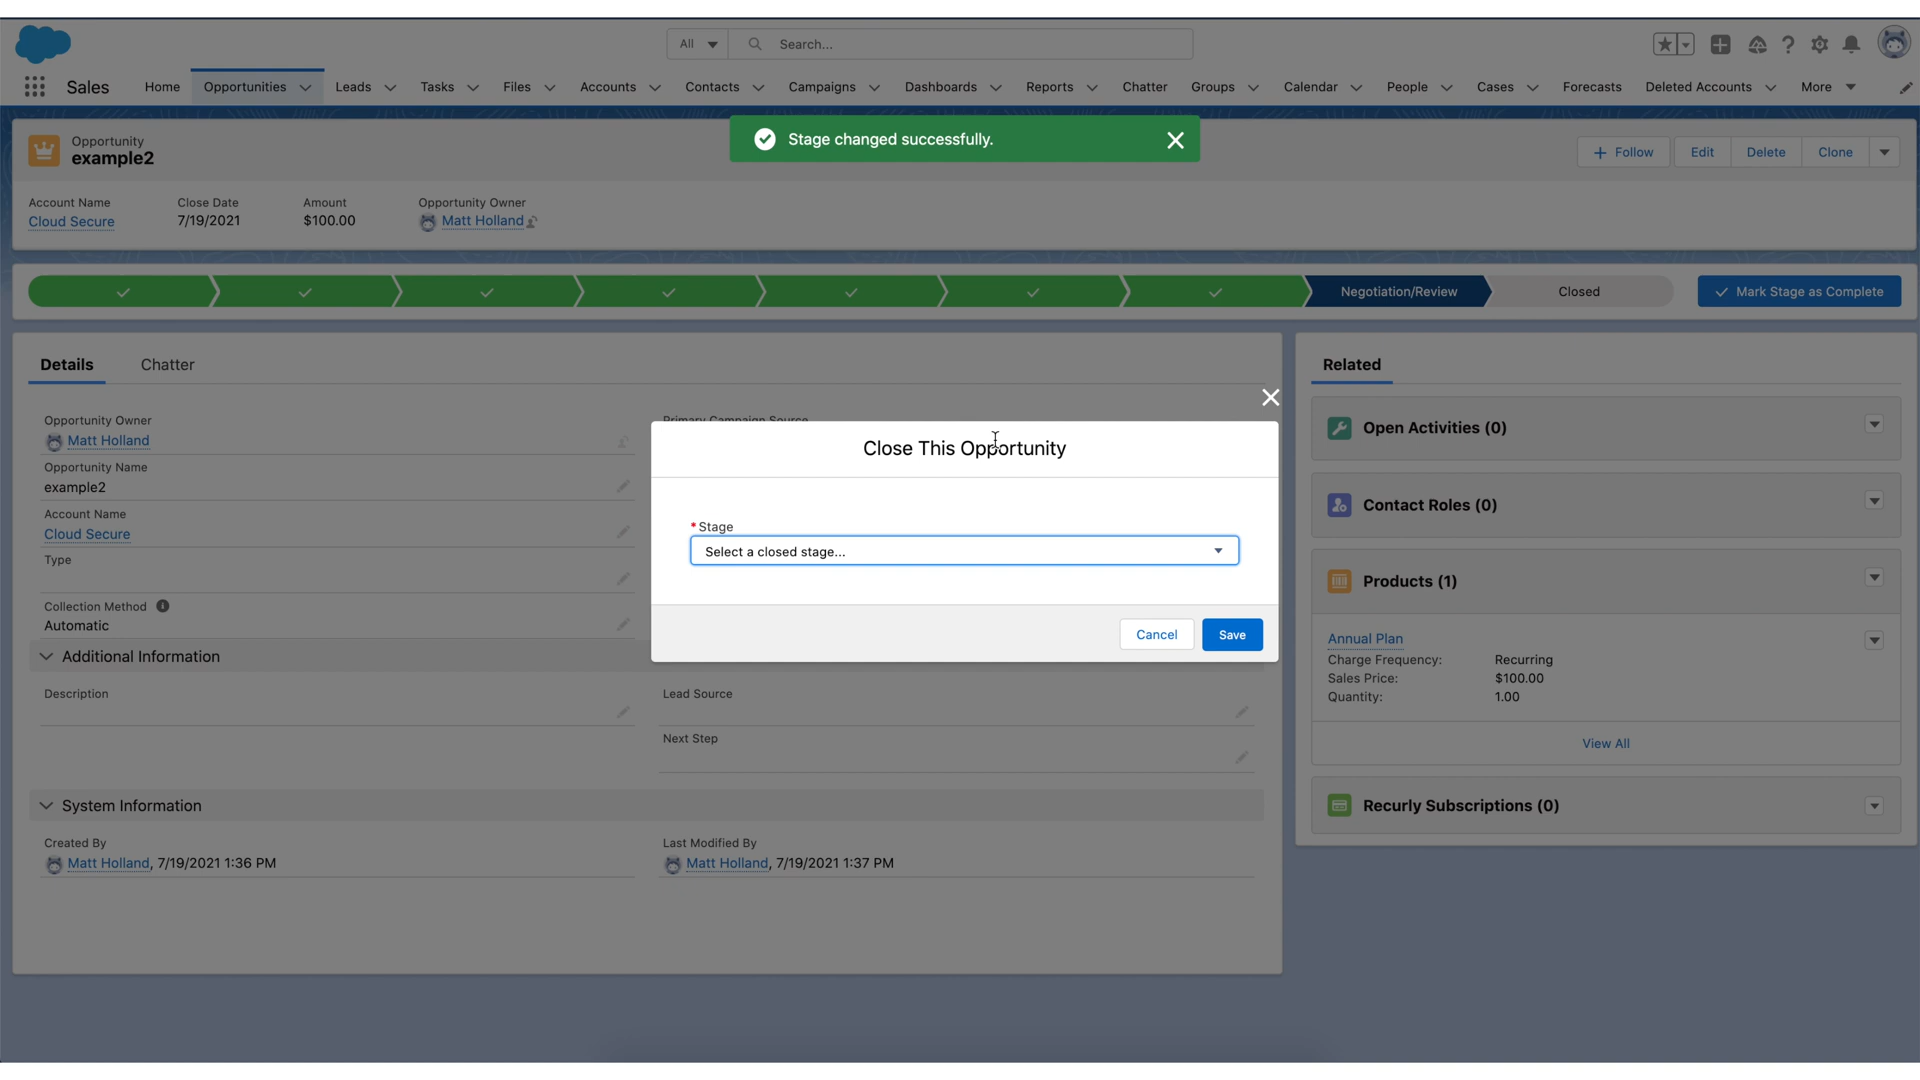 All
Search...
Sales
Home
Opportunities
Leads
Tasks
Files
Accounts
Contacts
Campaigns
Dashboards
Reports
Chatter
Groups
Calendar
People
Cases
Forecasts
Deleted Accounts
More
Stage changed successfully.
Opportunity
example2
Follow
Edit
Delete
Clone
Account Name
Cloud Secure
Close Date
7/19/2021
Amount
$100.00
Opportunity Owner
Matt Holland
Negotiation/Review
Closed
Mark Stage as Complete
Details
Chatter
Opportunity Owner
Matt Holland
Opportunity Name
example2
Account Name
Cloud Secure
Type
Collection Method
Automatic
Primary Campaign Source
Close This Opportunity
* Stage
Select a closed stage...
Cancel
Save
Additional Information
Description
Lead Source
Next Step
System Information
Created By
Matt Holland, 7/19/2021 1:36 PM
Last Modified By
Matt Holland, 7/19/2021 1:37 PM
Related
Open Activities (0)
Contact Roles (0)
Products (1)
Annual Plan
Charge Frequency: Recurring
Sales Price: $100.00
Quantity: 1.00
View All
Recurly Subscriptions (0)